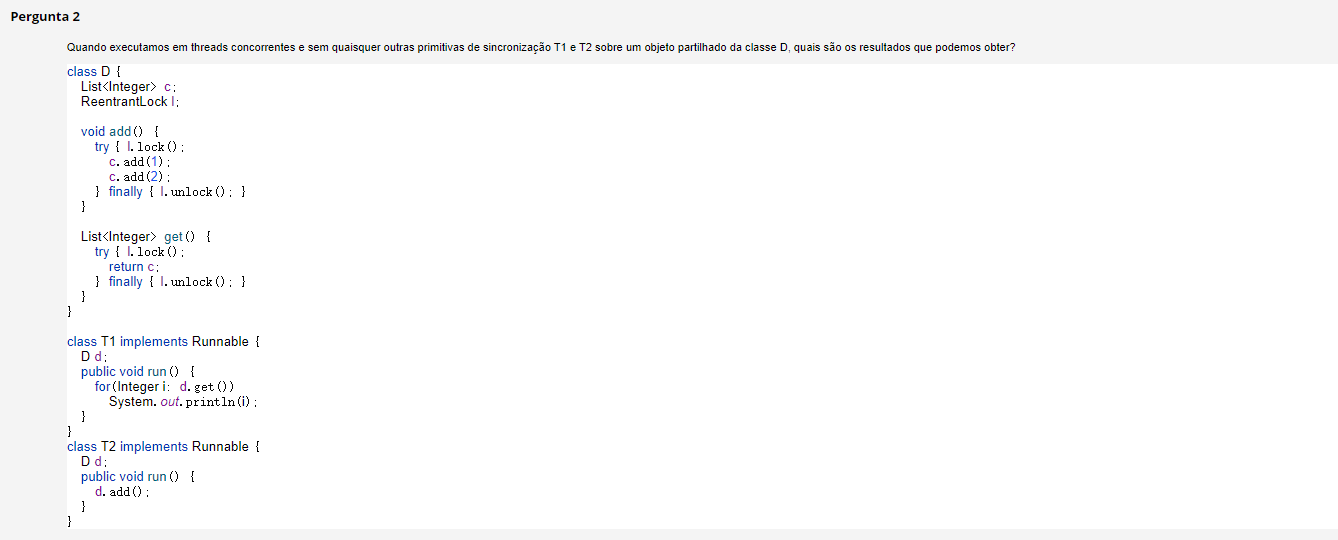 Pergunta 2
Quando executamos em threads concorrentes e sem quaisquer outras primitivas de sincronização T1 e T2 sobre um objeto partilhado da classe D, quais são os resultados que podemos obter?
class D {
List<Integer> c;
ReentrantLock l;
void add() {
try { l.lock();
c.add(1);
c.add(2);
} finally { l.unlock(); }
}
List<Integer> get() {
try { l.lock();
return c;
} finally { l.unlock(); }
}
}
class T1 implements Runnable {
D d;
public void run() {
for(Integer i: d.get())
System.out.println(i);
}
}
class T2 implements Runnable {
D d;
public void run() {
d.add();
}
}